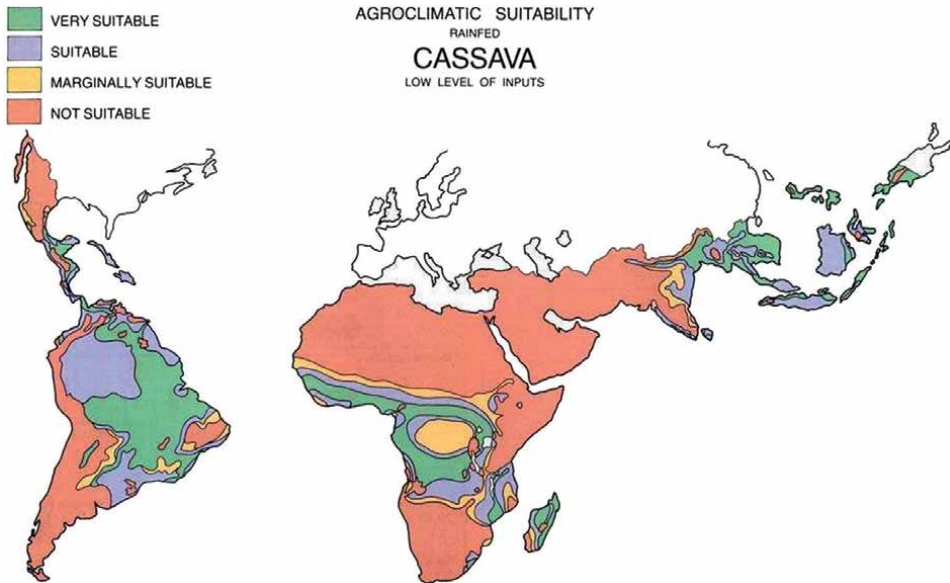 VERY SUITABLE
SUITABLE
MARGINALLY SUITABLE
NOT SUITABLE
AGROCLIMATIC SUITABILITY
RAINFED
CASSAVA
LOW LEVEL OF INPUTS